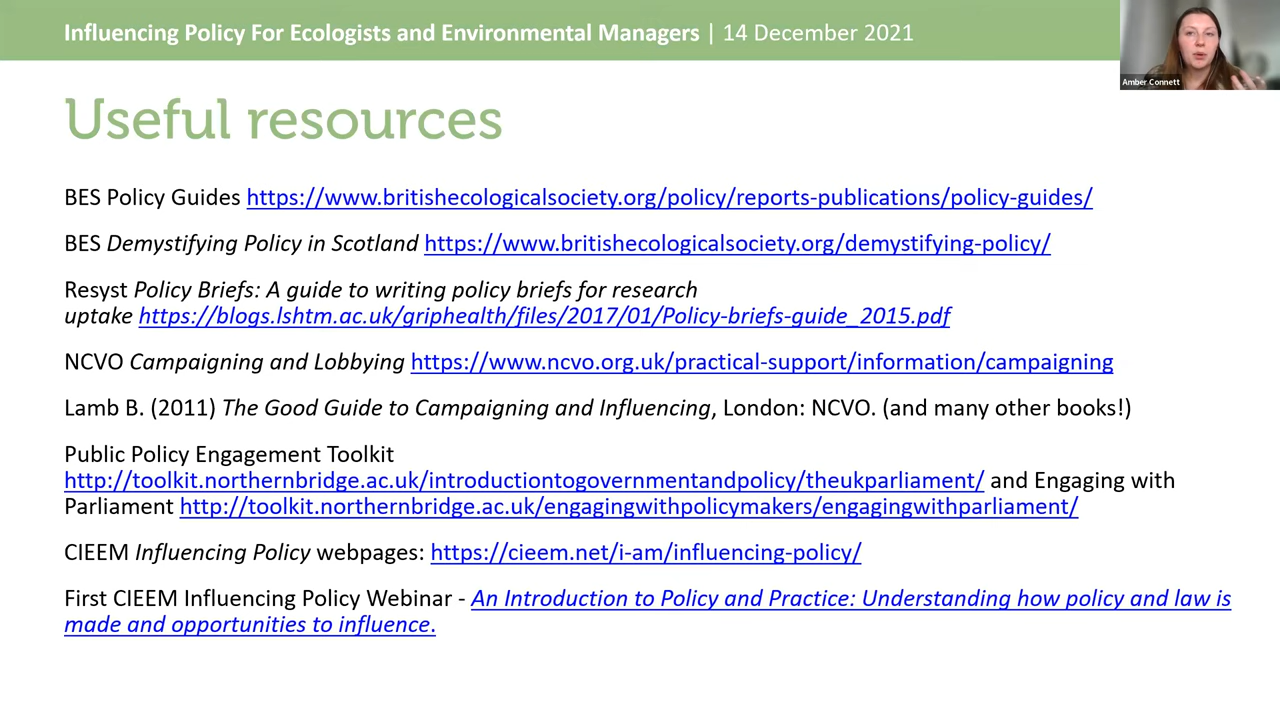 Influencing Policy For Ecologists and Environmental Managers | 14 December 2021
Amber Connett
Useful resources
BES Policy Guides https://www.britishecologicalsociety.org/policy/reports-publications/policy-guides/
BES Demystifying Policy in Scotland https://www.britishecologicalsociety.org/demystifying-policy/
Resyst Policy Briefs: A guide to writing policy briefs for research
uptake https://blogs.lshtm.ac.uk/griphealth/files/2017/01/Policy-briefs-guide_2015.pdf
NCVO Campaigning and Lobbying https://www.ncvo.org.uk/practical-support/information/campaigning
Lamb B. (2011) The Good Guide to Campaigning and Influencing, London: NCVO. (and many other books!)
Public Policy Engagement Toolkit
http://toolkit.northernbridge.ac.uk/introductiontogovernmentandpolicy/theukparliament/ and Engaging with
Parliament http://toolkit.northernbridge.ac.uk/engagingwithpolicymakers/engagingwithparliament/
CIEEM Influencing Policy webpages: https://cieem.net/i-am/influencing-policy/
First CIEEM Influencing Policy Webinar - An Introduction to Policy and Practice: Understanding how policy and law is
made and opportunities to influence.